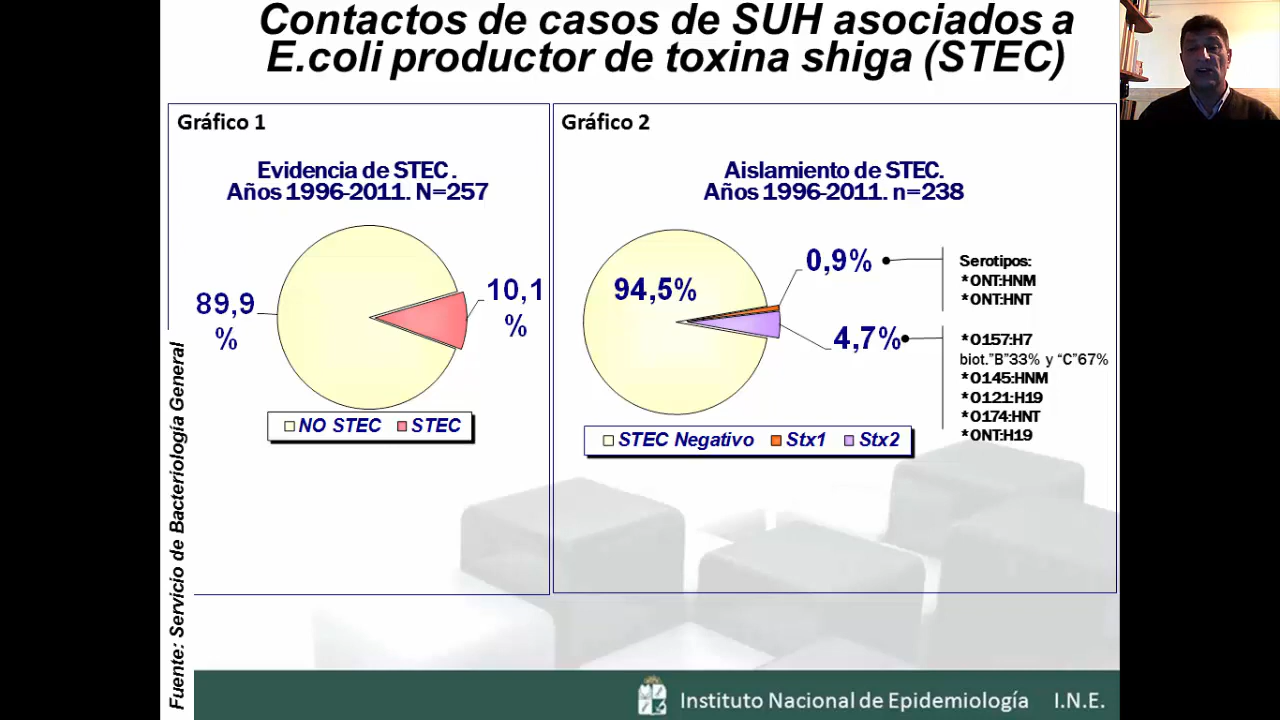 Contactos de casos de SUH asociados a
E.coli productor de toxina shiga (STEC)
Gráfico 1
Evidencia de STEC .
Años 1996-2011. N=257
89,9
%
10,1
%
NO STEC STEC
Gráfico 2
Aislamiento de STEC.
Años 1996-2011. n=238
94,5%
0,9%
4,7%
Serotipos:
*ONT:HNM
*ONT:HNT
*O157:H7
biot."B"33% y "C"67%
*O145:HNM
*O121:H19
*O174:HNT
*ONT:H19
STEC Negativo Stx1 Stx2
Fuente: Servicio de Bacteriología General
Instituto Nacional de Epidemiología I.N.E.